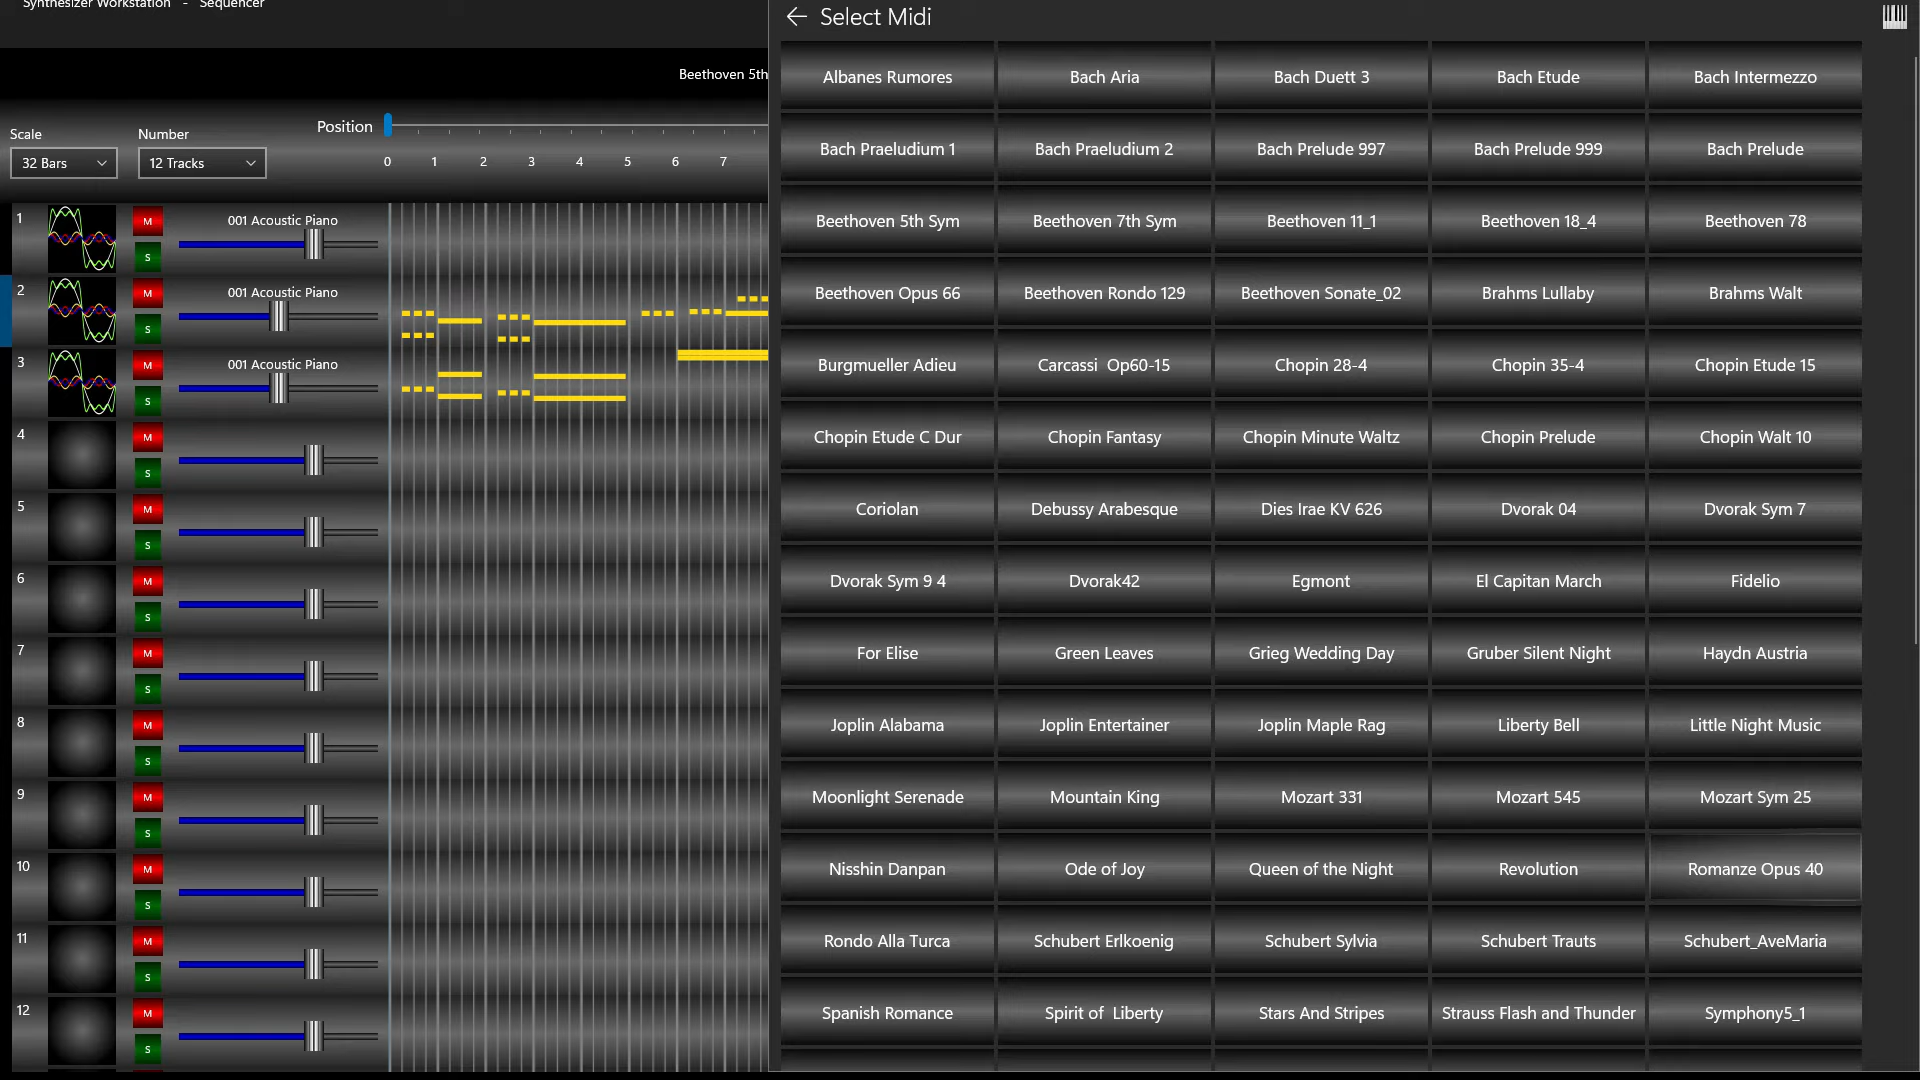 Synthesizer Workstation - Sequencer
Beethoven 5th
Scale
Number
Position
32 Bars
12 Tracks
0 1 2 3 4 5 6 7
1 M 001 Acoustic Piano
S
2 M 001 Acoustic Piano
S
3 M 001 Acoustic Piano
S
4 M
S
5 M
S
6 M
S
7 M
S
8 M
S
9 M
S
10 M
S
11 M
S
12 M
S
Select Midi
Albanes Rumores Bach Aria Bach Duett 3 Bach Etude Bach Intermezzo
Bach Praeludium 1 Bach Praeludium 2 Bach Prelude 997 Bach Prelude 999 Bach Prelude
Beethoven 5th Sym Beethoven 7th Sym Beethoven 11_1 Beethoven 18_4 Beethoven 78
Beethoven Opus 66 Beethoven Rondo 129 Beethoven Sonate_02 Brahms Lullaby Brahms Walt
Burgmueller Adieu Carcassi  Op60-15 Chopin 28-4 Chopin 35-4 Chopin Etude 15
Chopin Etude C Dur Chopin Fantasy Chopin Minute Waltz Chopin Prelude Chopin Walt 10
Coriolan Debussy Arabesque Dies Irae KV 626 Dvorak 04 Dvorak Sym 7
Dvorak Sym 9 4 Dvorak42 Egmont El Capitan March Fidelio
For Elise Green Leaves Grieg Wedding Day Gruber Silent Night Haydn Austria
Joplin Alabama Joplin Entertainer Joplin Maple Rag Liberty Bell Little Night Music
Moonlight Serenade Mountain King Mozart 331 Mozart 545 Mozart Sym 25
Nisshin Danpan Ode of Joy Queen of the Night Revolution Romanze Opus 40
Rondo Alla Turca Schubert Erlkoenig Schubert Sylvia Schubert Trauts Schubert_AveMaria
Spanish Romance Spirit of  Liberty Stars And Stripes Strauss Flash and Thunder Symphony5_1